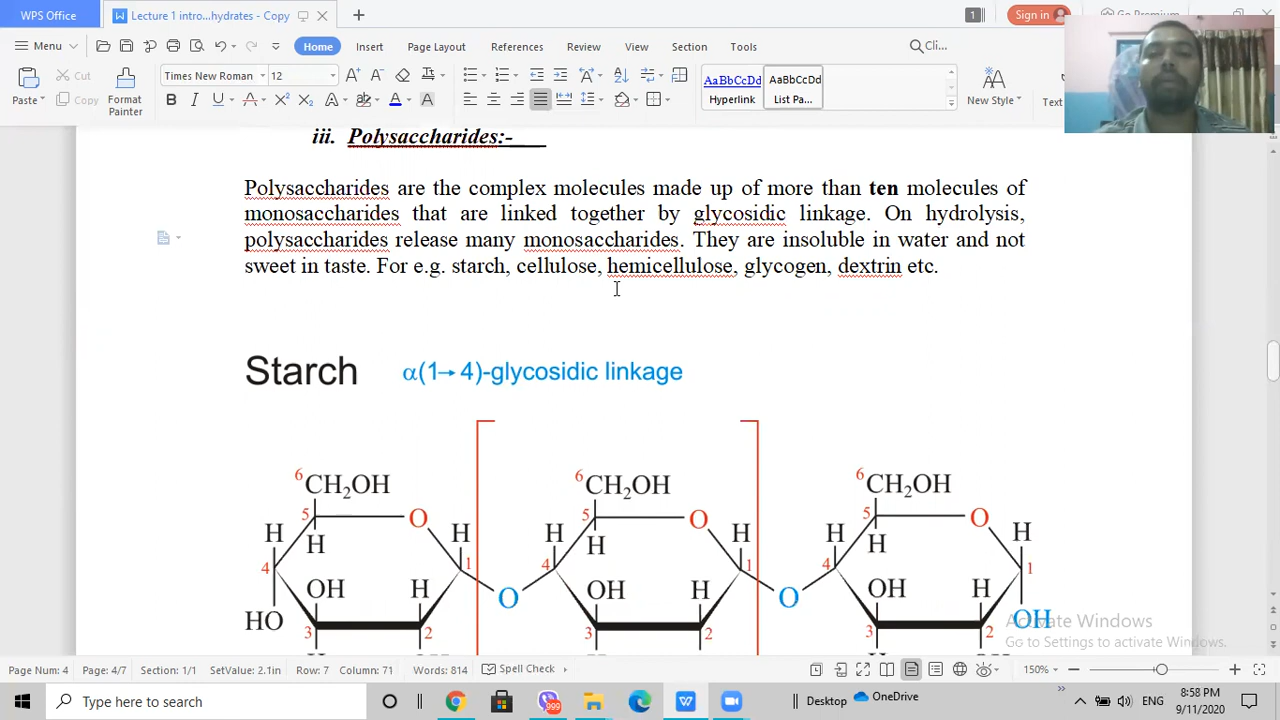 WPS Office
Lecture 1 intro...hydrates - Copy
1
Sign in
Go Premium
Menu
Home
Insert
Page Layout
References
Review
View
Section
Tools
Cli...
Paste
Cut
Copy
Format
Painter
Times New Roman
12
AaBbCcDd
Hyperlink
AaBbCcDd
List Pa...
New Style
Text
iii. Polysaccharides:-
Polysaccharides are the complex molecules made up of more than ten molecules of
monosaccharides that are linked together by glycosidic linkage. On hydrolysis,
polysaccharides release many monosaccharides. They are insoluble in water and not
sweet in taste. For e.g. starch, cellulose, hemicellulose, glycogen, dextrin etc.
Starch α(1→4)-glycosidic linkage
6 CH2OH 6 CH2OH 6 CH2OH
5 O H 5 O H 5 O H
H H H H H H
4 1 4 1 4 1
OH H OH H OH H
HO O O OH
3 2 3 2 3 2
Activate Windows
Go to Settings to activate Windows.
Page Num: 4 Page: 4/7 Section: 1/1 SetValue: 2.1in Row: 7 Column: 71 Words: 814 Spell Check 150%
Type here to search
999
Desktop
OneDrive
ENG
8:58 PM
9/11/2020